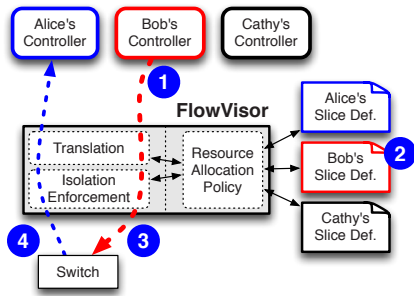 Alice's
Controller
Bob's
Controller
Cathy's
Controller
1
FlowVisor
Alice's
Slice Def.
Translation
Resource
Allocation
Policy
2
Bob's
Slice Def.
Isolation
Enforcement
Cathy's
Slice Def.
4
3
Switch